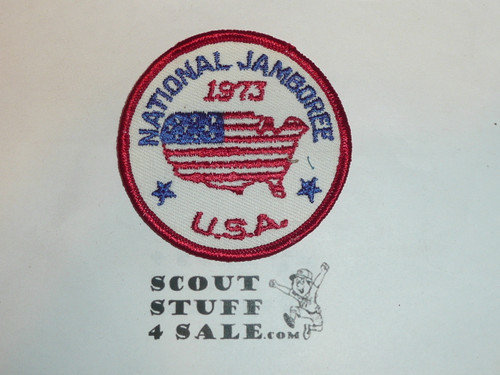 NATIONAL JAMBOREE
1973
U.S.A.
SCOUT
STUFF
4 SALE.COM